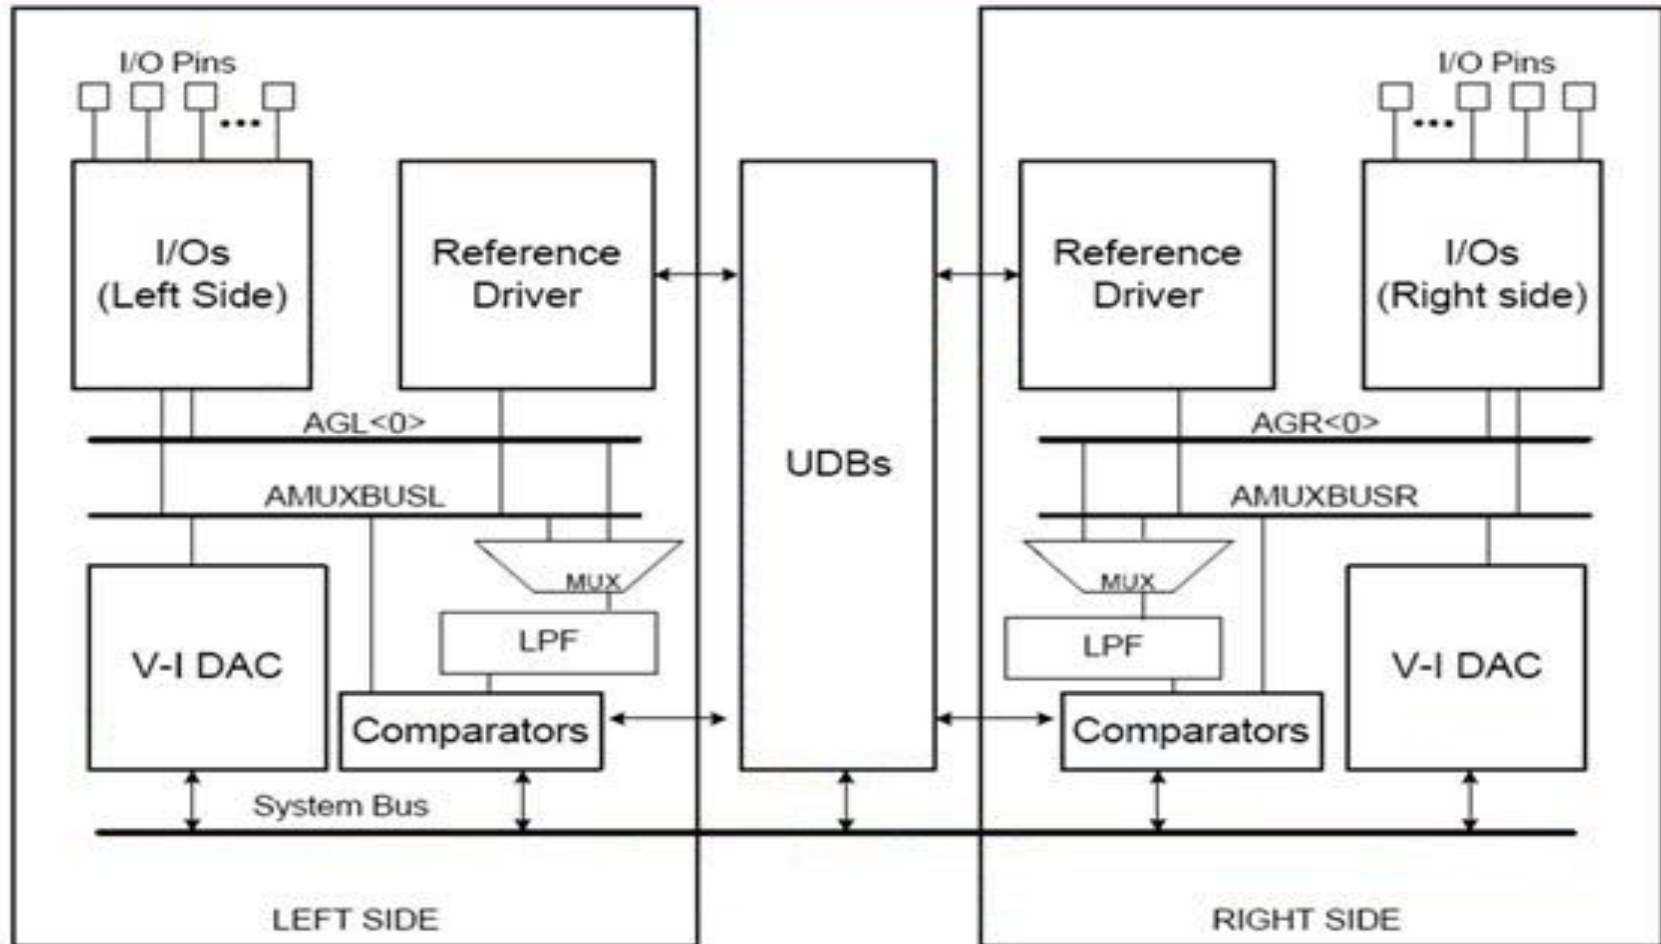 I/O Pins
I/O Pins
I/Os
(Left Side)
Reference
Driver
Reference
Driver
I/Os
(Right side)
AGL<0>
AGR<0>
UDBs
AMUXBUSL
AMUXBUSR
MUX
MUX
LPF
LPF
V-I DAC
V-I DAC
Comparators
Comparators
System Bus
LEFT SIDE
RIGHT SIDE